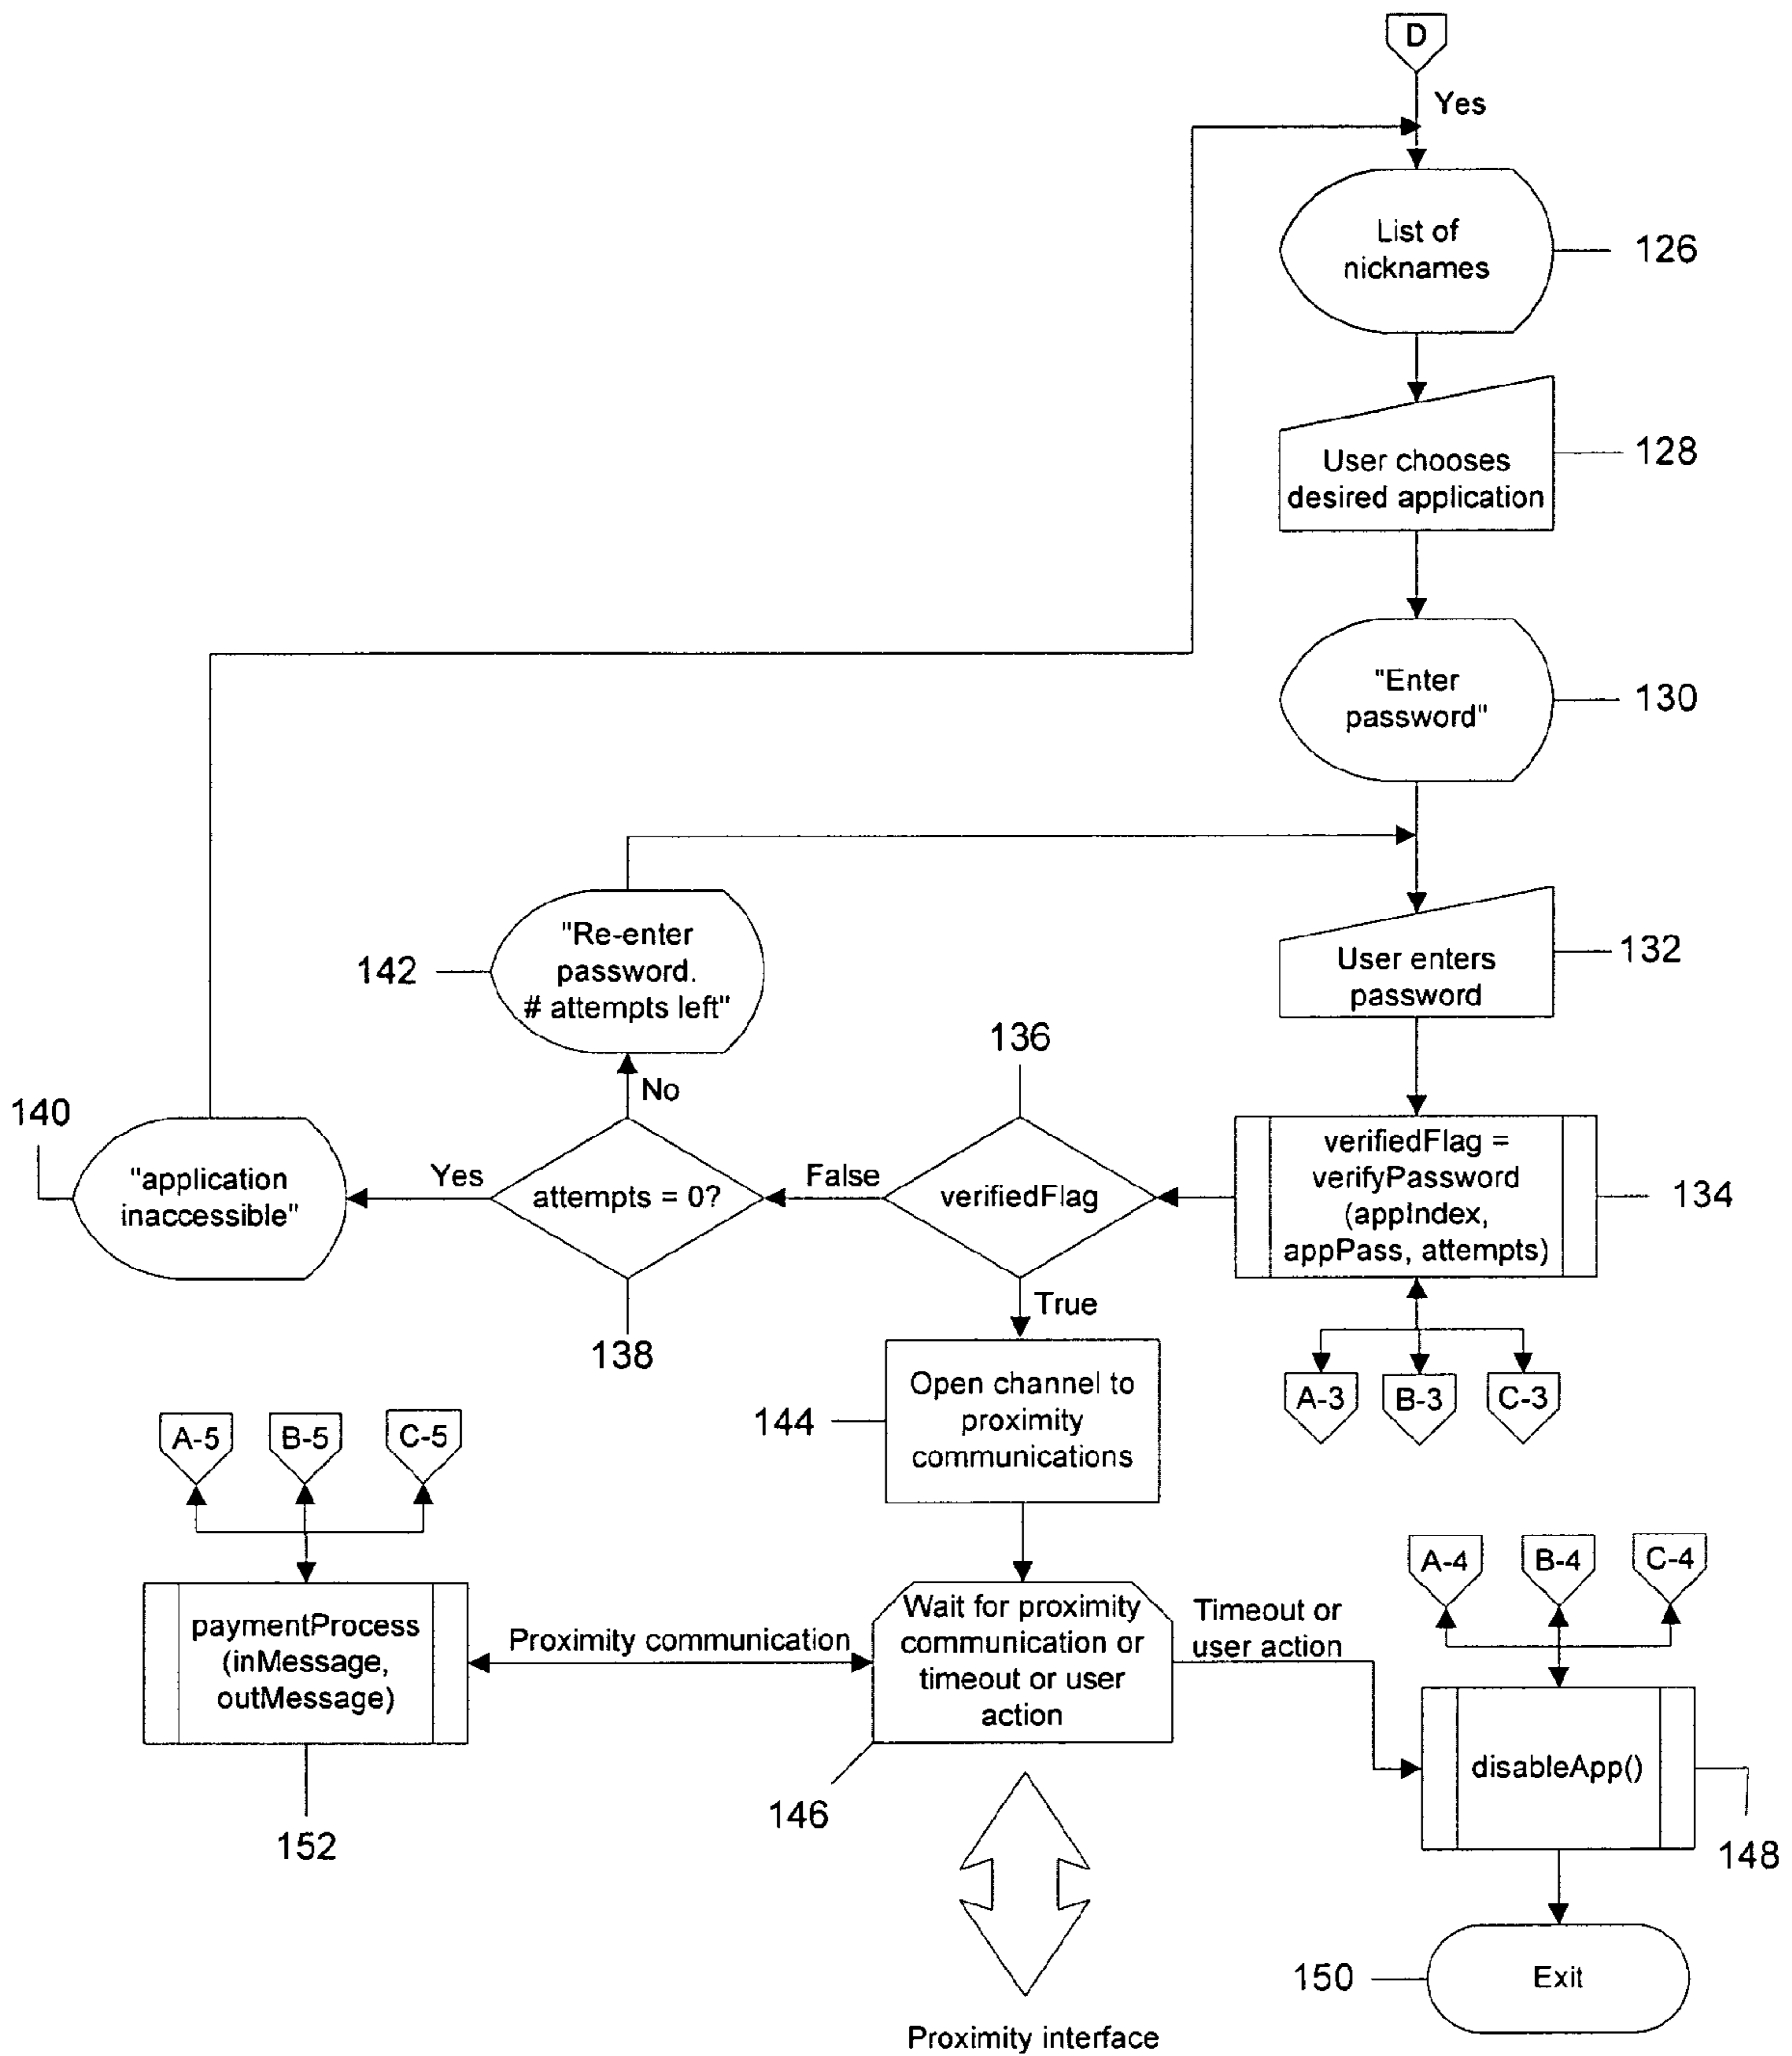 D
Yes
List of
nicknames
126
User chooses
desired application
128
"Enter
password"
130
"Re-enter
password.
# attempts left"
142
User enters
password
132
136
No
140
"application
inaccessible"
Yes
attempts = 0?
False
verifiedFlag
verifiedFlag =
verifyPassword
(appIndex,
appPass, attempts)
134
True
138
Open channel to
proximity
communications
144
A-3
B-3
C-3
A-5
B-5
C-5
A-4
B-4
C-4
paymentProcess
(inMessage,
outMessage)
Proximity communication
Wait for proximity
communication or
timeout or user
action
Timeout or
user action
disableApp()
152
146
148
150
Exit
Proximity interface